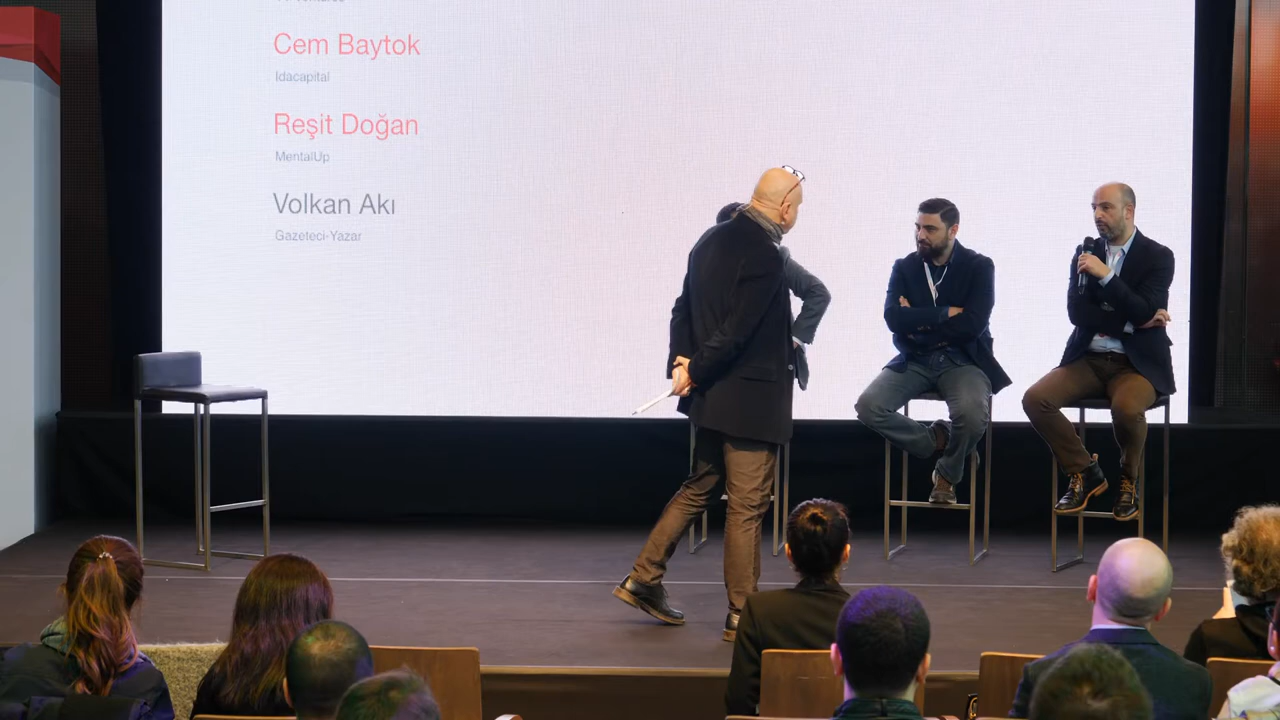 Cem Baytok
Idacapital
Reşit Doğan
MentalUp
Volkan Akı
Gazeteci-Yazar